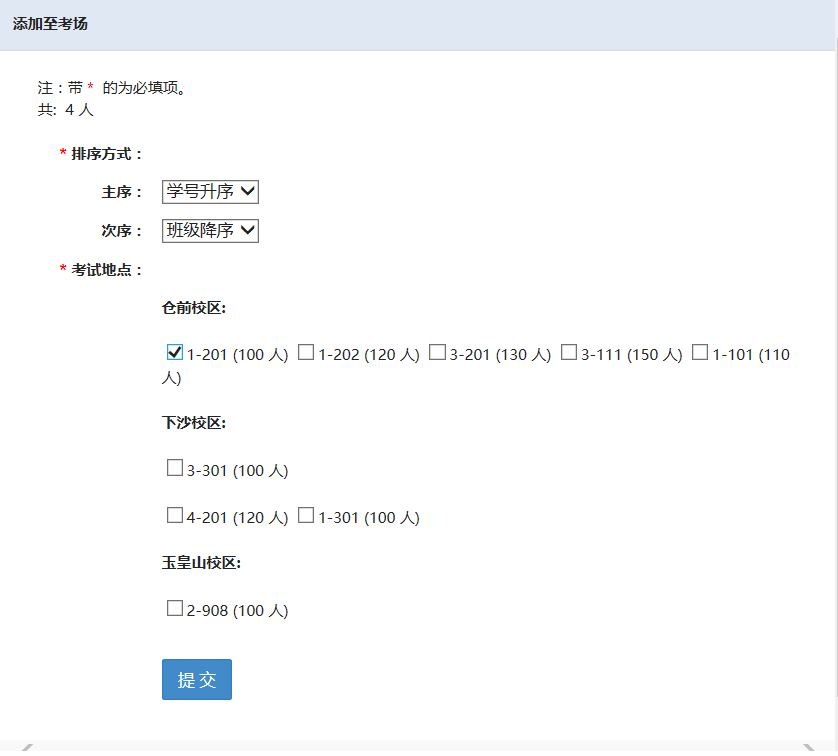 添加至考场
注：带 * 的为必填项。
共: 4 人
* 排序方式：
主序： 学号升序
次序： 班级降序
* 考试地点：
仓前校区:
1-201 (100 人) 1-202 (120 人) 3-201 (130 人) 3-111 (150 人) 1-101 (110
人)
下沙校区:
3-301 (100 人)
4-201 (120 人) 1-301 (100 人)
玉皇山校区:
2-908 (100 人)
提交